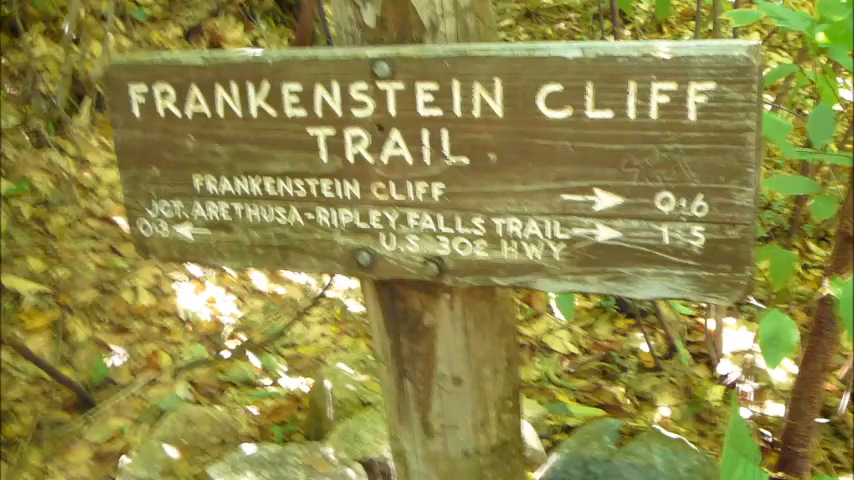 FRANKENSTEIN CLIFF
TRAIL
FRANKENSTEIN CLIFF → 0.6
JCT. ARETHUSA-RIPLEY FALLS TRAIL → 1.5
0.3 ← U.S. 302 HWY